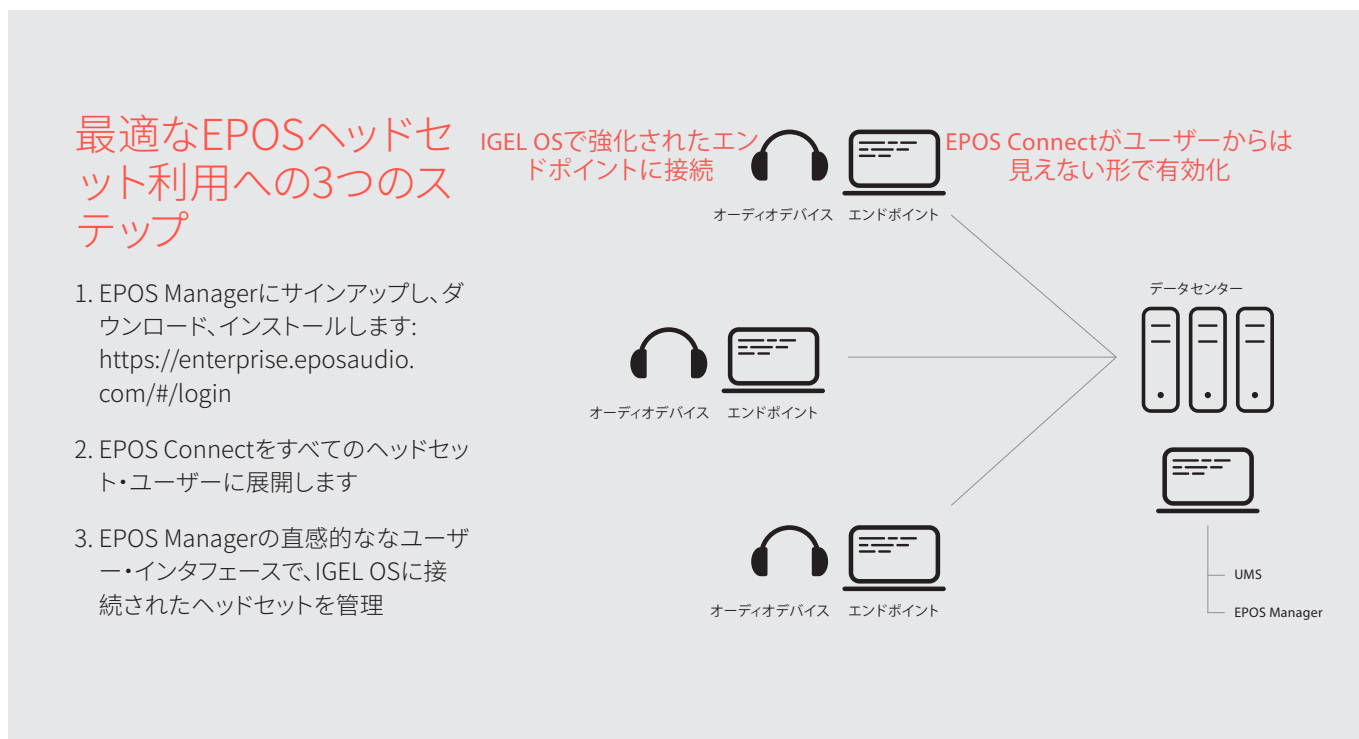 最適なEPOSヘッドセ
ット利用への3つのス
テップ
1. EPOS Managerにサインアップし、ダ
ウンロード、インストールします:
https://enterprise.eposaudio.
com/#/login
2. EPOS Connectをすべてのヘッドセッ
ト・ユーザーに展開します
3. EPOS Managerの直感的ななユーザ
ー・インタフェースで、IGEL OSに接
続されたヘッドセットを管理
IGEL OSで強化されたエン
ドポイントに接続
EPOS Connectがユーザーからは
見えない形で有効化
オーディオデバイス エンドポイント
データセンター
オーディオデバイス エンドポイント
オーディオデバイス エンドポイント
UMS
EPOS Manager